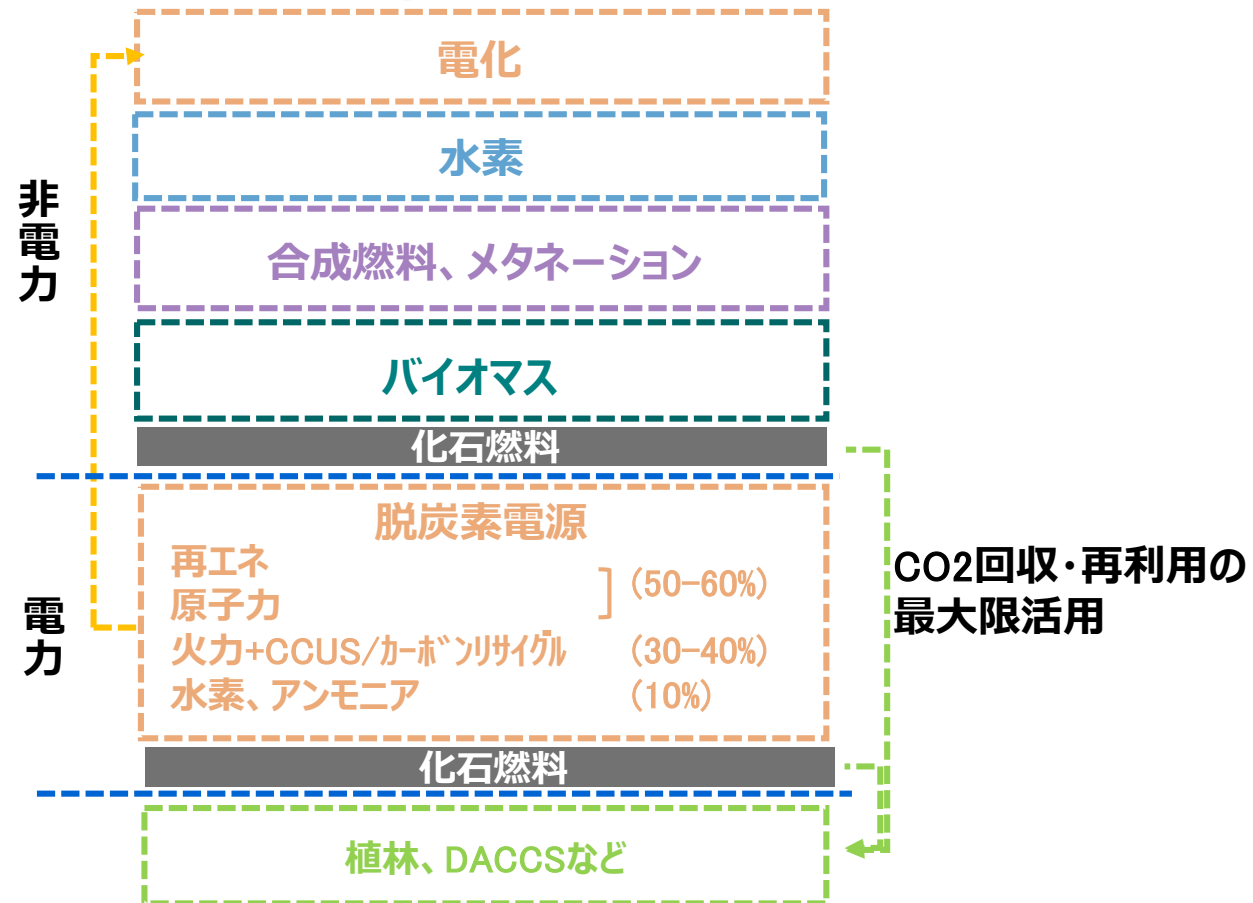 電化
水素
非電力
合成燃料、メタネーション
バイオマス
化石燃料
脱炭素電源
再エネ
原子力
(50-60%)
火力+CCUS/ｶｰﾎﾞﾝﾘｻｲｸﾙ (30-40%)
水素、アンモニア (10%)
電力
CO2回収･再利用の
最大限活用
化石燃料
植林、DACCSなど